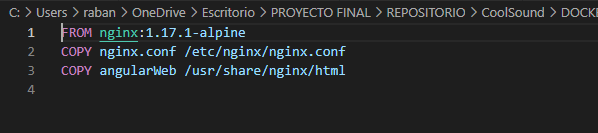 C: > Users > raban > OneDrive > Escritorio > PROYECTO FINAL > REPOSITORIO > CoolSound > DOCKE
1 FROM nginx:1.17.1-alpine
2 COPY nginx.conf /etc/nginx/nginx.conf
3 COPY angularWeb /usr/share/nginx/html
4